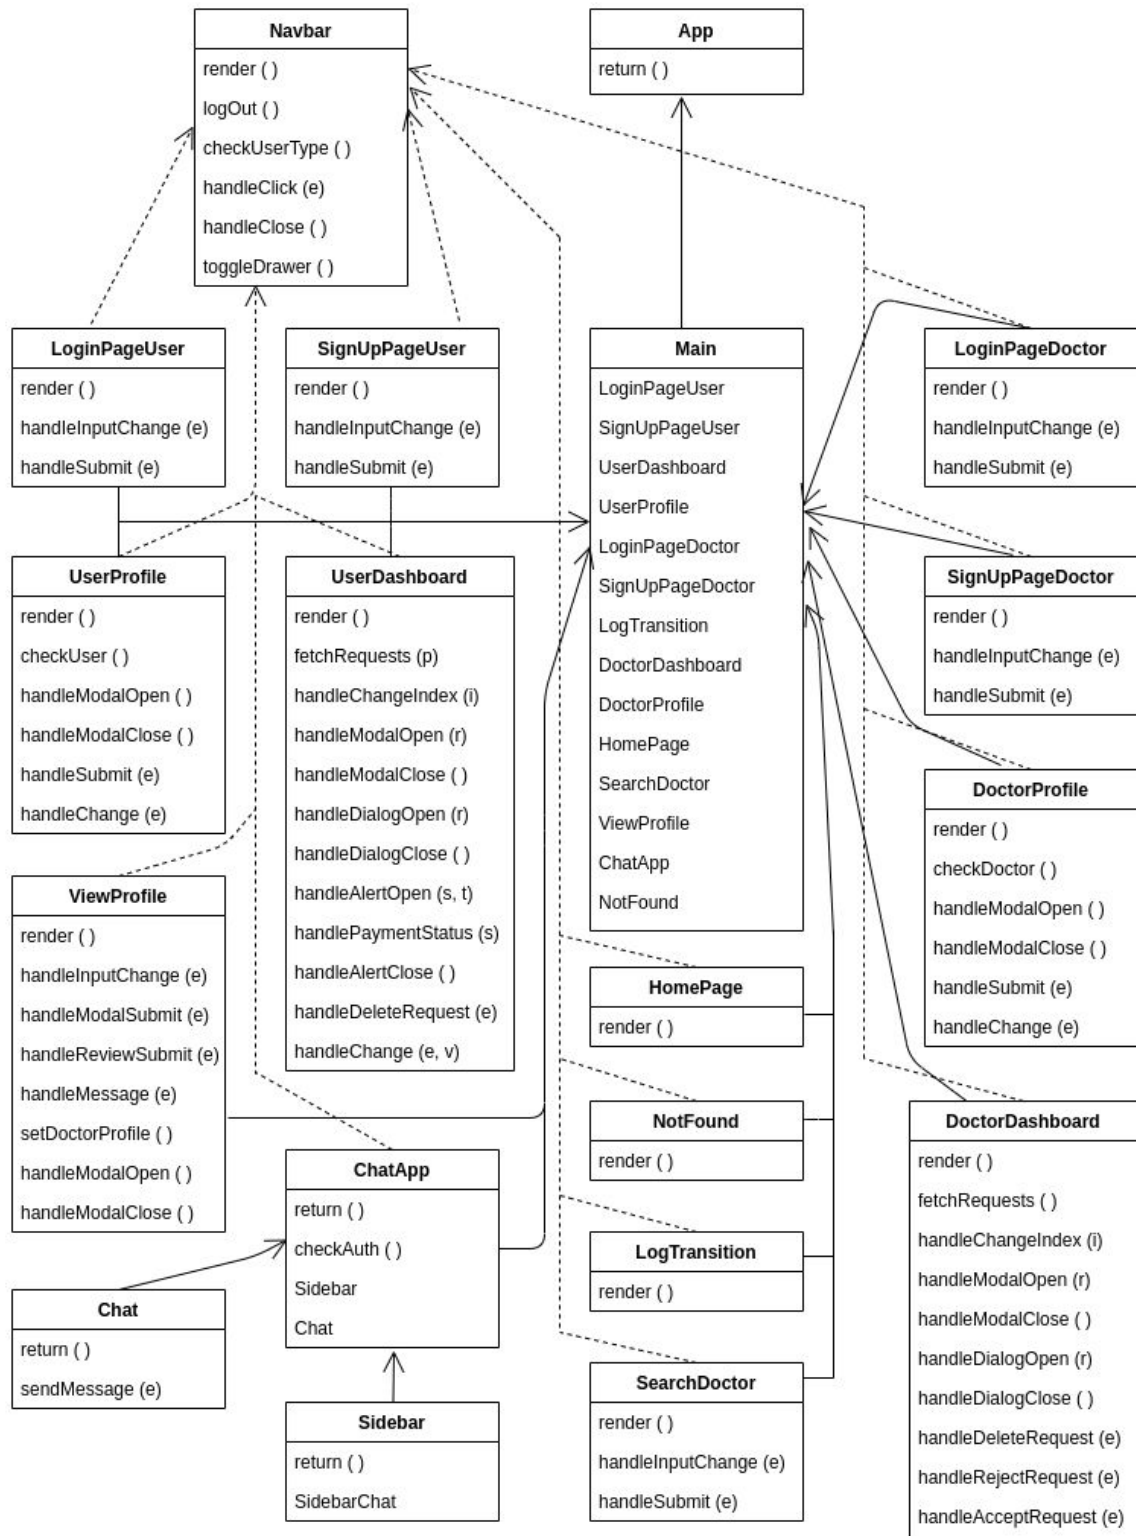 Navbar
render ( )
logOut ( )
checkUserType ( )
handleClick (e)
handleClose ( )
toggleDrawer ( )
App
return ( )
LoginPageUser
render ( )
handleInputChange (e)
handleSubmit (e)
SignUpPageUser
render ( )
handleInputChange (e)
handleSubmit (e)
Main
LoginPageUser
SignUpPageUser
UserDashboard
UserProfile
LoginPageDoctor
SignUpPageDoctor
LogTransition
DoctorDashboard
DoctorProfile
HomePage
SearchDoctor
ViewProfile
ChatApp
NotFound
LoginPageDoctor
render ( )
handleInputChange (e)
handleSubmit (e)
UserProfile
render ( )
checkUser ( )
handleModalOpen ( )
handleModalClose ( )
handleSubmit (e)
handleChange (e)
UserDashboard
render ( )
fetchRequests (p)
handleChangeIndex (i)
handleModalOpen (r)
handleModalClose ( )
handleDialogOpen (r)
handleDialogClose ( )
handleAlertOpen (s, t)
handlePaymentStatus (s)
handleAlertClose ( )
handleDeleteRequest (e)
handleChange (e, v)
SignUpPageDoctor
render ( )
handleInputChange (e)
handleSubmit (e)
DoctorProfile
render ( )
checkDoctor ( )
handleModalOpen ( )
handleModalClose ( )
handleSubmit (e)
handleChange (e)
ViewProfile
render ( )
handleInputChange (e)
handleModalSubmit (e)
handleReviewSubmit (e)
handleMessage (e)
setDoctorProfile ( )
handleModalOpen ( )
handleModalClose ( )
HomePage
render ( )
NotFound
render ( )
DoctorDashboard
render ( )
fetchRequests ( )
handleChangeIndex (i)
handleModalOpen (r)
handleModalClose ( )
handleDialogOpen (r)
handleDialogClose ( )
handleDeleteRequest (e)
handleRejectRequest (e)
handleAcceptRequest (e)
ChatApp
return ( )
checkAuth ( )
Sidebar
Chat
LogTransition
render ( )
Chat
return ( )
sendMessage (e)
SearchDoctor
render ( )
handleInputChange (e)
handleSubmit (e)
Sidebar
return ( )
SidebarChat